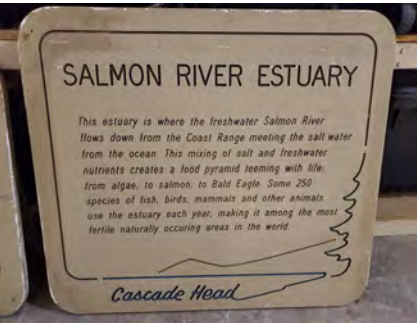 SALMON RIVER ESTUARY
This estuary is where the freshwater Salmon River
flows down from the Coast Range meeting the salt water
from the ocean. This mixing of salt and freshwater
nutrients creates a food pyramid teeming with life:
from algae, to salmon, to Bald Eagle. Some 250
species of fish, birds, mammals and other animals
use the estuary each year, making it among the most
fertile naturally occuring areas in the world.
Cascade Head